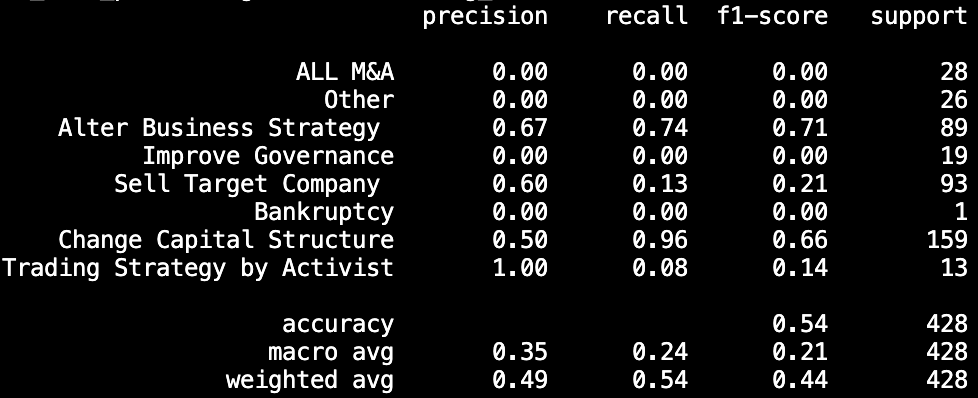 precision recall f1-score support
ALL M&A 0.00 0.00 0.00 28
Other 0.00 0.00 0.00 26
Alter Business Strategy 0.67 0.74 0.71 89
Improve Governance 0.00 0.00 0.00 19
Sell Target Company 0.60 0.13 0.21 93
Bankruptcy 0.00 0.00 0.00 1
Change Capital Structure 0.50 0.96 0.66 159
Trading Strategy by Activist 1.00 0.08 0.14 13
accuracy 0.54 428
macro avg 0.35 0.24 0.21 428
weighted avg 0.49 0.54 0.44 428